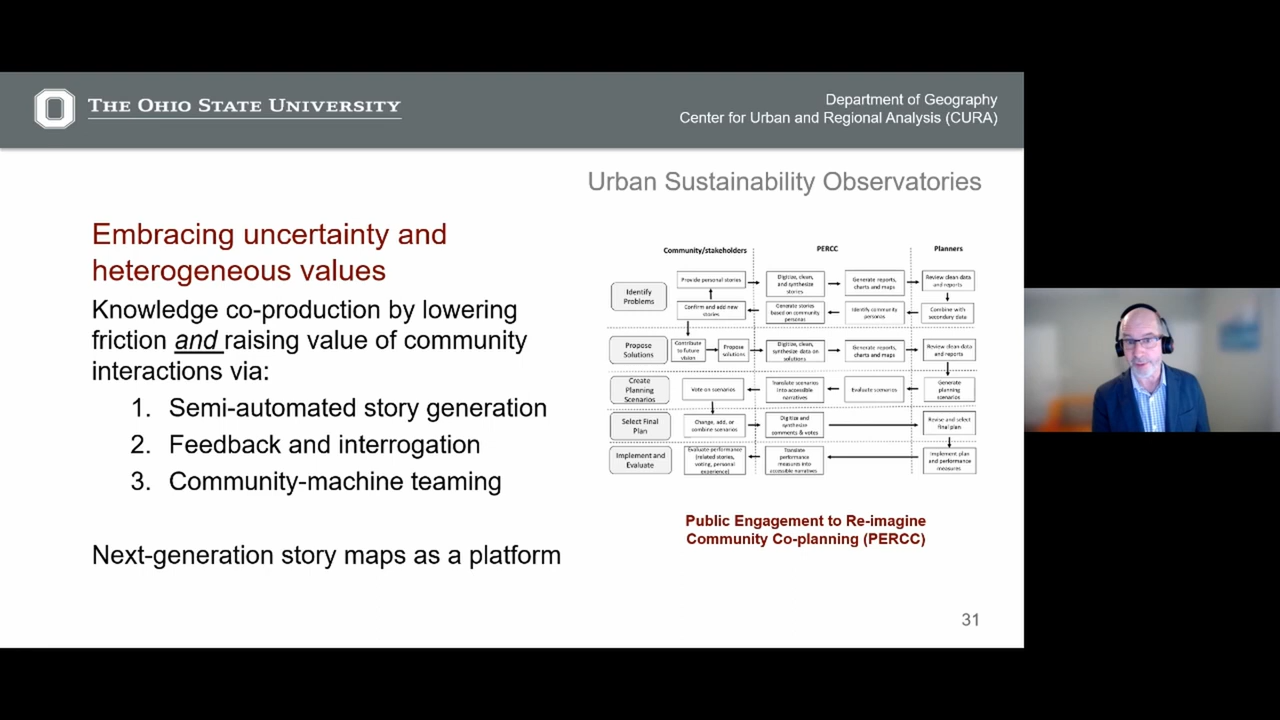 THE OHIO STATE UNIVERSITY
Department of Geography
Center for Urban and Regional Analysis (CURA)
Urban Sustainability Observatories
Embracing uncertainty and
heterogeneous values
Knowledge co-production by lowering
friction and raising value of community
interactions via:
1. Semi-automated story generation
2. Feedback and interrogation
3. Community-machine teaming
Next-generation story maps as a platform
Community/stakeholders
PERCC
Planners
Identify
Problems
Provide personal stories
Digitize, clean,
and synthesize
stories
Generate reports,
charts and maps
Review clean data
and reports
Confirm and add new
stories
Generate stories
based on community
personas
Identify community
personas
Combine with
secondary data
Propose
Solutions
Contribute
to future
vision
Propose
solutions
Digitize, clean,
synthesize data on
solutions
Generate reports,
charts and maps
Review clean data
and reports
Create
Planning
Scenarios
Vote on scenarios
Translate scenarios
into accessible
narratives
Evaluate scenarios
Generate
planning
scenarios
Select Final
Plan
Change, add, or
combine scenarios
Digitize and
synthesize
comments & votes
Revise and select
final plan
Implement and
Evaluate
Evaluate performance
(related stories,
voting, personal
experience)
Translate
performance
measures into
accessible narratives
Implement plan
and performance
measures
Public Engagement to Re-imagine
Community Co-planning (PERCC)
31